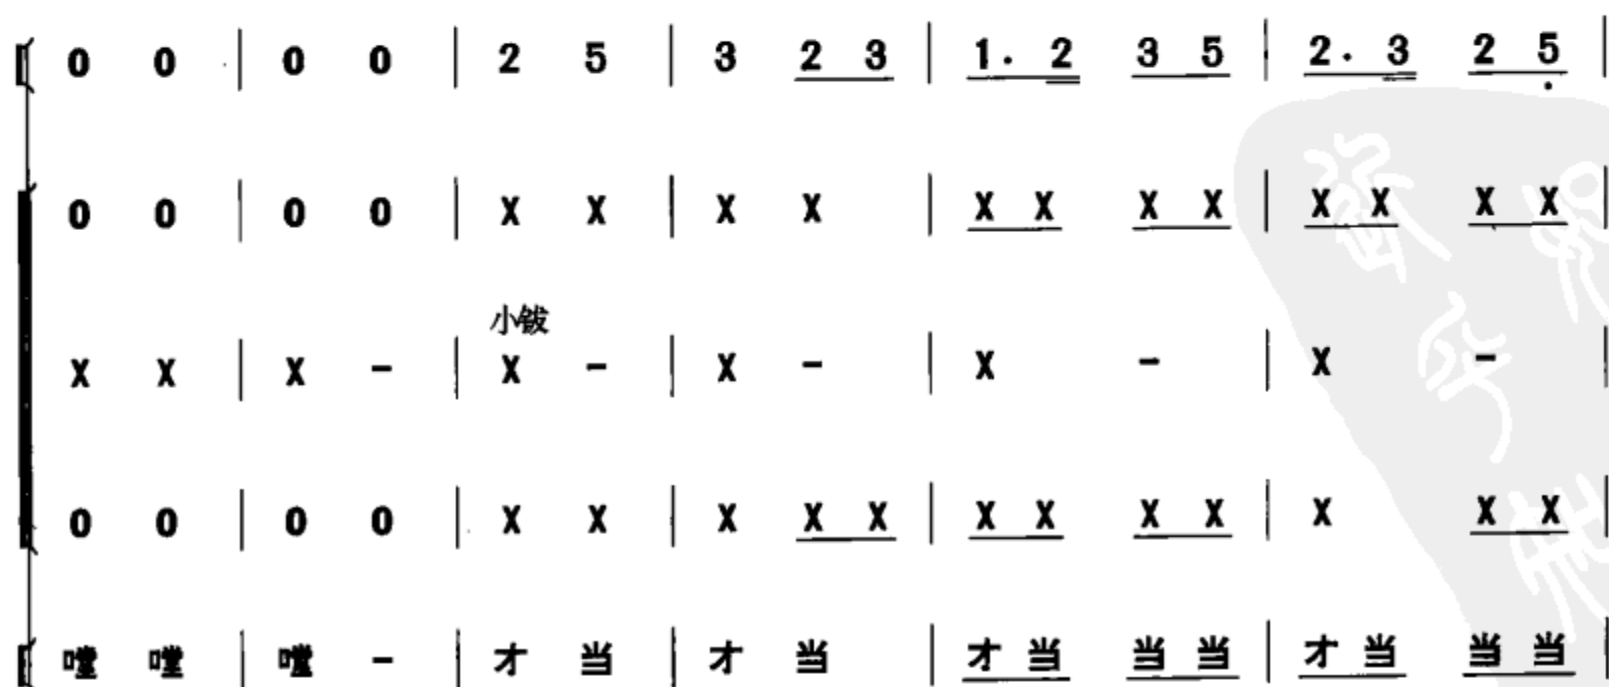 0 0 | 0 0 | 2 5 | 3 2 3 | 1. 2 3 5 | 2. 3 2 5 |
0 0 | 0 0 | X X | X X | X X X X | X X X X |
小钹
X X | X - | X - | X - | X - | X - |
0 0 | 0 0 | X X | X X X | X X X X | X X X |
嘡 嘡 | 嘡 - | 才 当 | 才 当 | 才 当 当 当 | 才 当 当 当 |